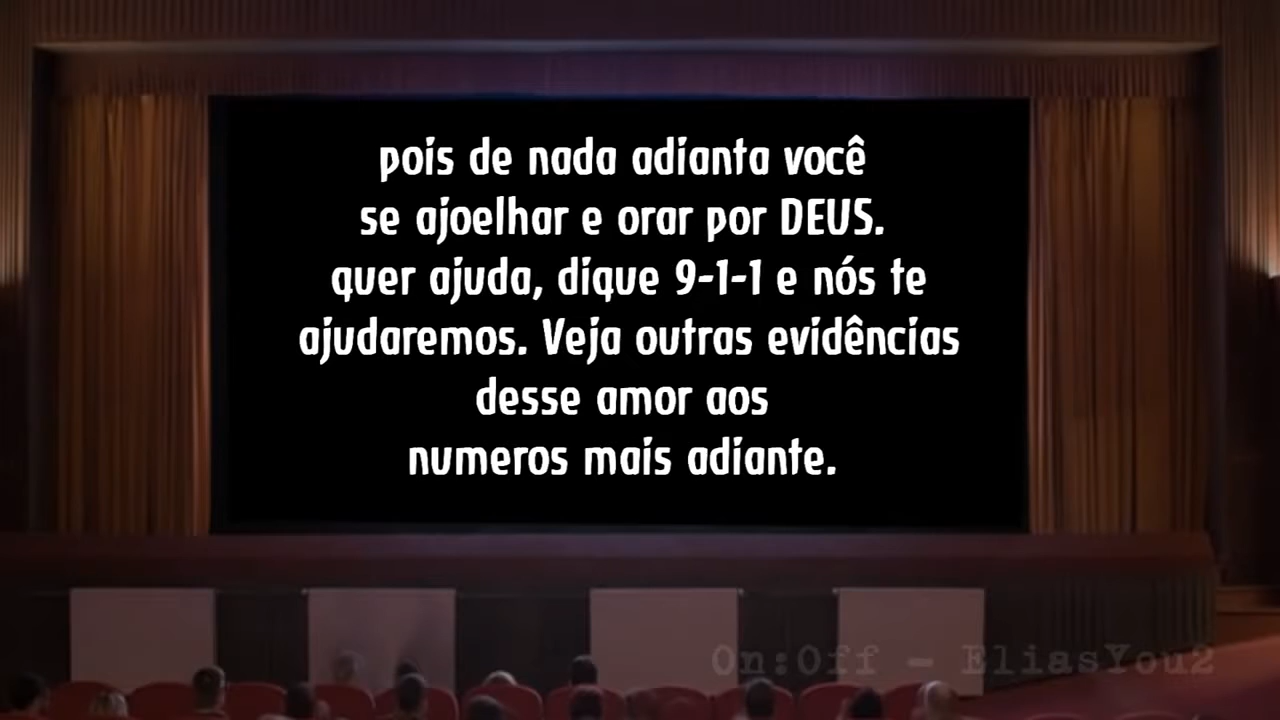 pois de nada adianta você
se ajoelhar e orar por DEUS.
quer ajuda, dique 9-1-1 e nós te
ajudaremos. Veja outras evidências
desse amor aos
numeros mais adiante.
On:Off - EliasYou2